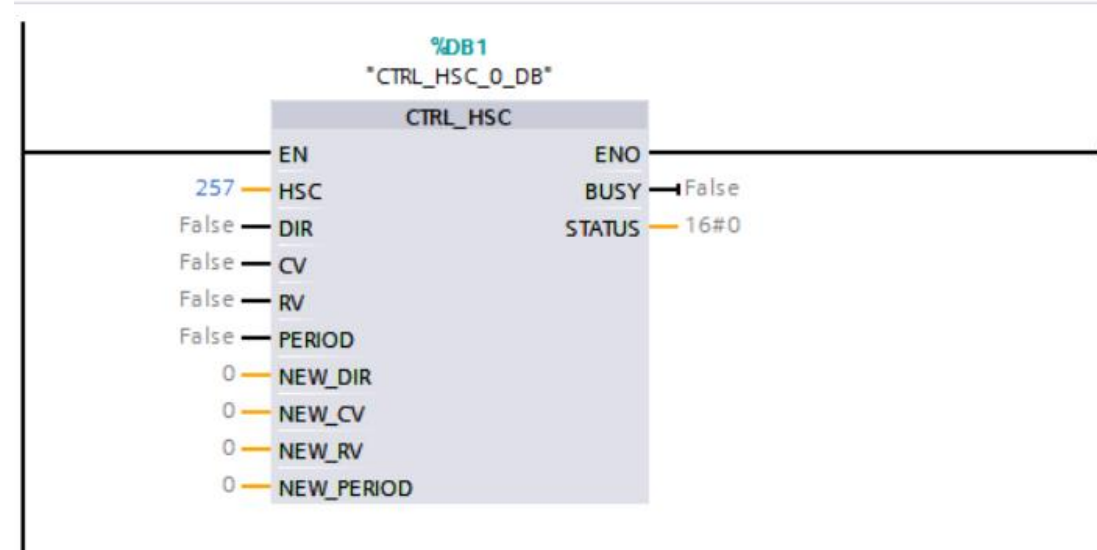 %DB1
"CTRL_HSC_0_DB"
CTRL_HSC
EN ENO
257 HSC BUSY False
False DIR STATUS 16#0
False CV
False RV
False PERIOD
0 NEW_DIR
0 NEW_CV
0 NEW_RV
0 NEW_PERIOD